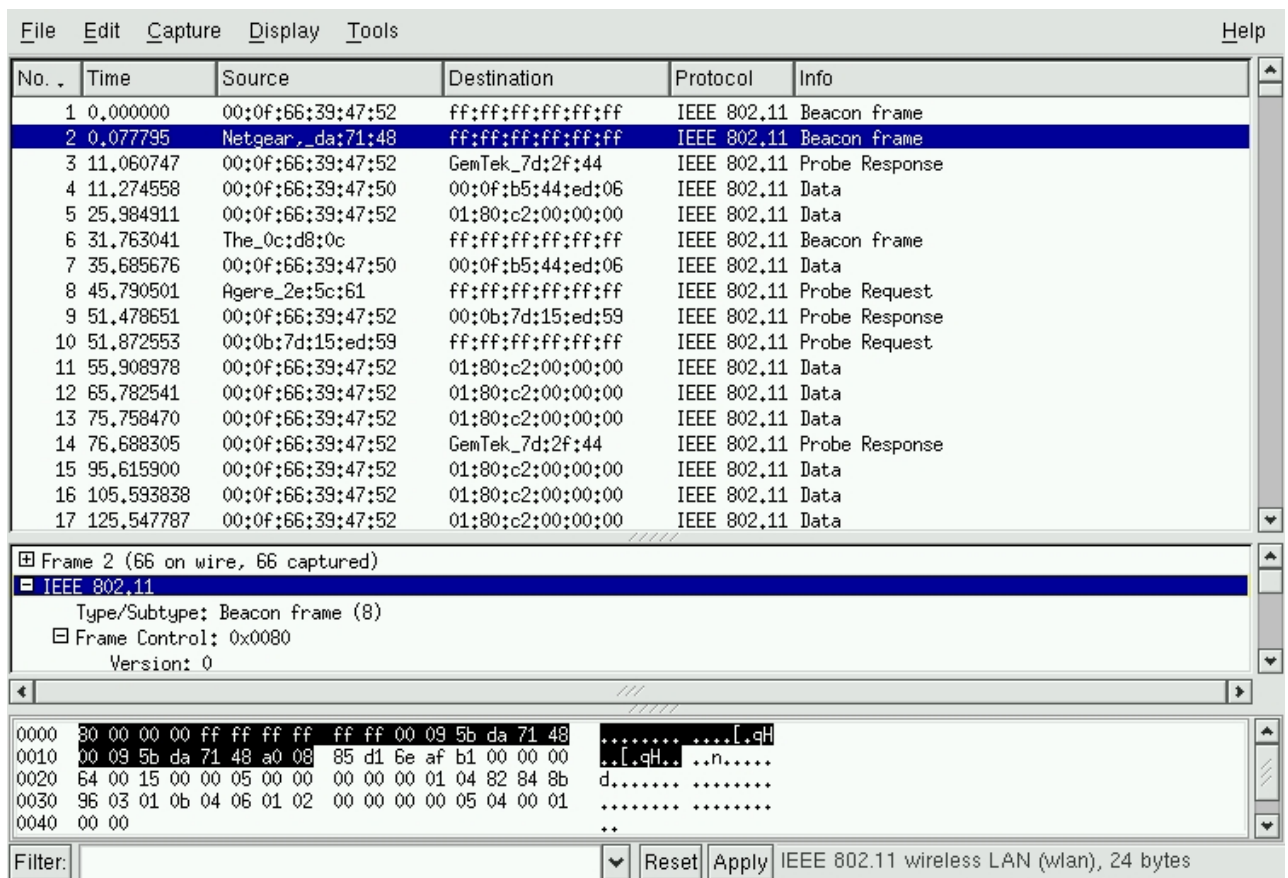 File Edit Capture Display Tools Help
No. . Time Source Destination Protocol Info
1 0.000000 00:0f:66:39:47:52 ff:ff:ff:ff:ff:ff IEEE 802.11 Beacon frame
2 0.077795 Netgear,_da:71:48 ff:ff:ff:ff:ff:ff IEEE 802.11 Beacon frame
3 11.060747 00:0f:66:39:47:52 GemTek_7d:2f:44 IEEE 802.11 Probe Response
4 11.274558 00:0f:66:39:47:50 00:0f:b5:44:ed:06 IEEE 802.11 Data
5 25.984911 00:0f:66:39:47:52 01:80:c2:00:00:00 IEEE 802.11 Data
6 31.763041 The_0c:d8:0c ff:ff:ff:ff:ff:ff IEEE 802.11 Beacon frame
7 35.685676 00:0f:66:39:47:50 00:0f:b5:44:ed:06 IEEE 802.11 Data
8 45.790501 Agere_2e:5c:61 ff:ff:ff:ff:ff:ff IEEE 802.11 Probe Request
9 51.478651 00:0f:66:39:47:52 00:0b:7d:15:ed:59 IEEE 802.11 Probe Response
10 51.872553 00:0b:7d:15:ed:59 ff:ff:ff:ff:ff:ff IEEE 802.11 Probe Request
11 55.908978 00:0f:66:39:47:52 01:80:c2:00:00:00 IEEE 802.11 Data
12 65.782541 00:0f:66:39:47:52 01:80:c2:00:00:00 IEEE 802.11 Data
13 75.758470 00:0f:66:39:47:52 01:80:c2:00:00:00 IEEE 802.11 Data
14 76.688305 00:0f:66:39:47:52 GemTek_7d:2f:44 IEEE 802.11 Probe Response
15 95.615900 00:0f:66:39:47:52 01:80:c2:00:00:00 IEEE 802.11 Data
16 105.593838 00:0f:66:39:47:52 01:80:c2:00:00:00 IEEE 802.11 Data
17 125.547787 00:0f:66:39:47:52 01:80:c2:00:00:00 IEEE 802.11 Data
Frame 2 (66 on wire, 66 captured)
IEEE 802.11
Type/Subtype: Beacon frame (8)
Frame Control: 0x0080
Version: 0
0000 80 00 00 00 ff ff ff ff ff ff 00 09 5b da 71 48 ........ ....[.qH
0010 00 09 5b da 71 48 a0 08 85 d1 6e af b1 00 00 00 ..[.qH.. ..n.....
0020 64 00 15 00 00 05 00 00 00 00 00 01 04 82 84 8b d....... ........
0030 96 03 01 0b 04 06 01 02 00 00 00 00 05 04 00 01 ........ ........
0040 00 00 ..
Filter: Reset Apply IEEE 802.11 wireless LAN (wlan), 24 bytes